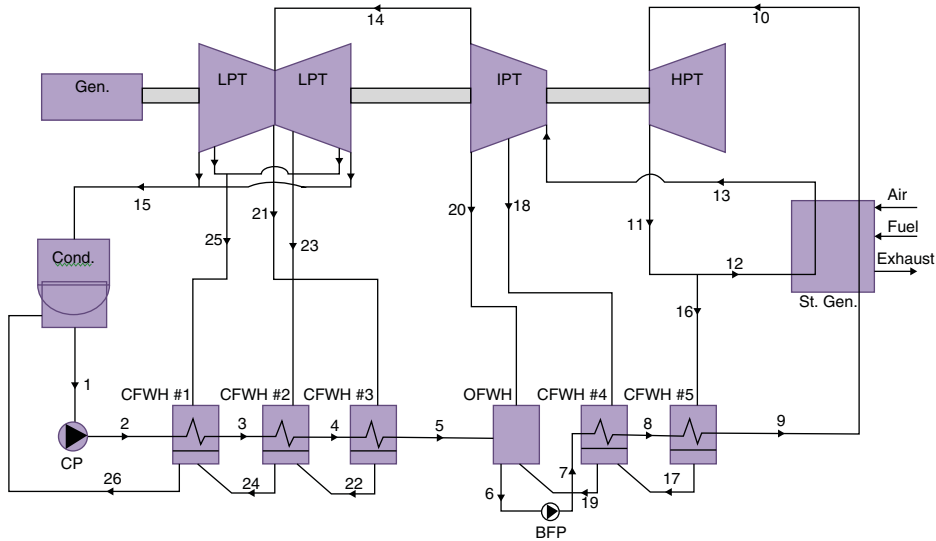 14
10
Gen.
LPT
LPT
IPT
HPT
15
21
25
23
20
18
11
13
12
16
Air
Fuel
Exhaust
St. Gen.
Cond.
1
CFWH #1
CFWH #2
CFWH #3
OFWH
CFWH #4
CFWH #5
2
3
4
5
8
9
CP
26
24
22
6
7
19
17
BFP